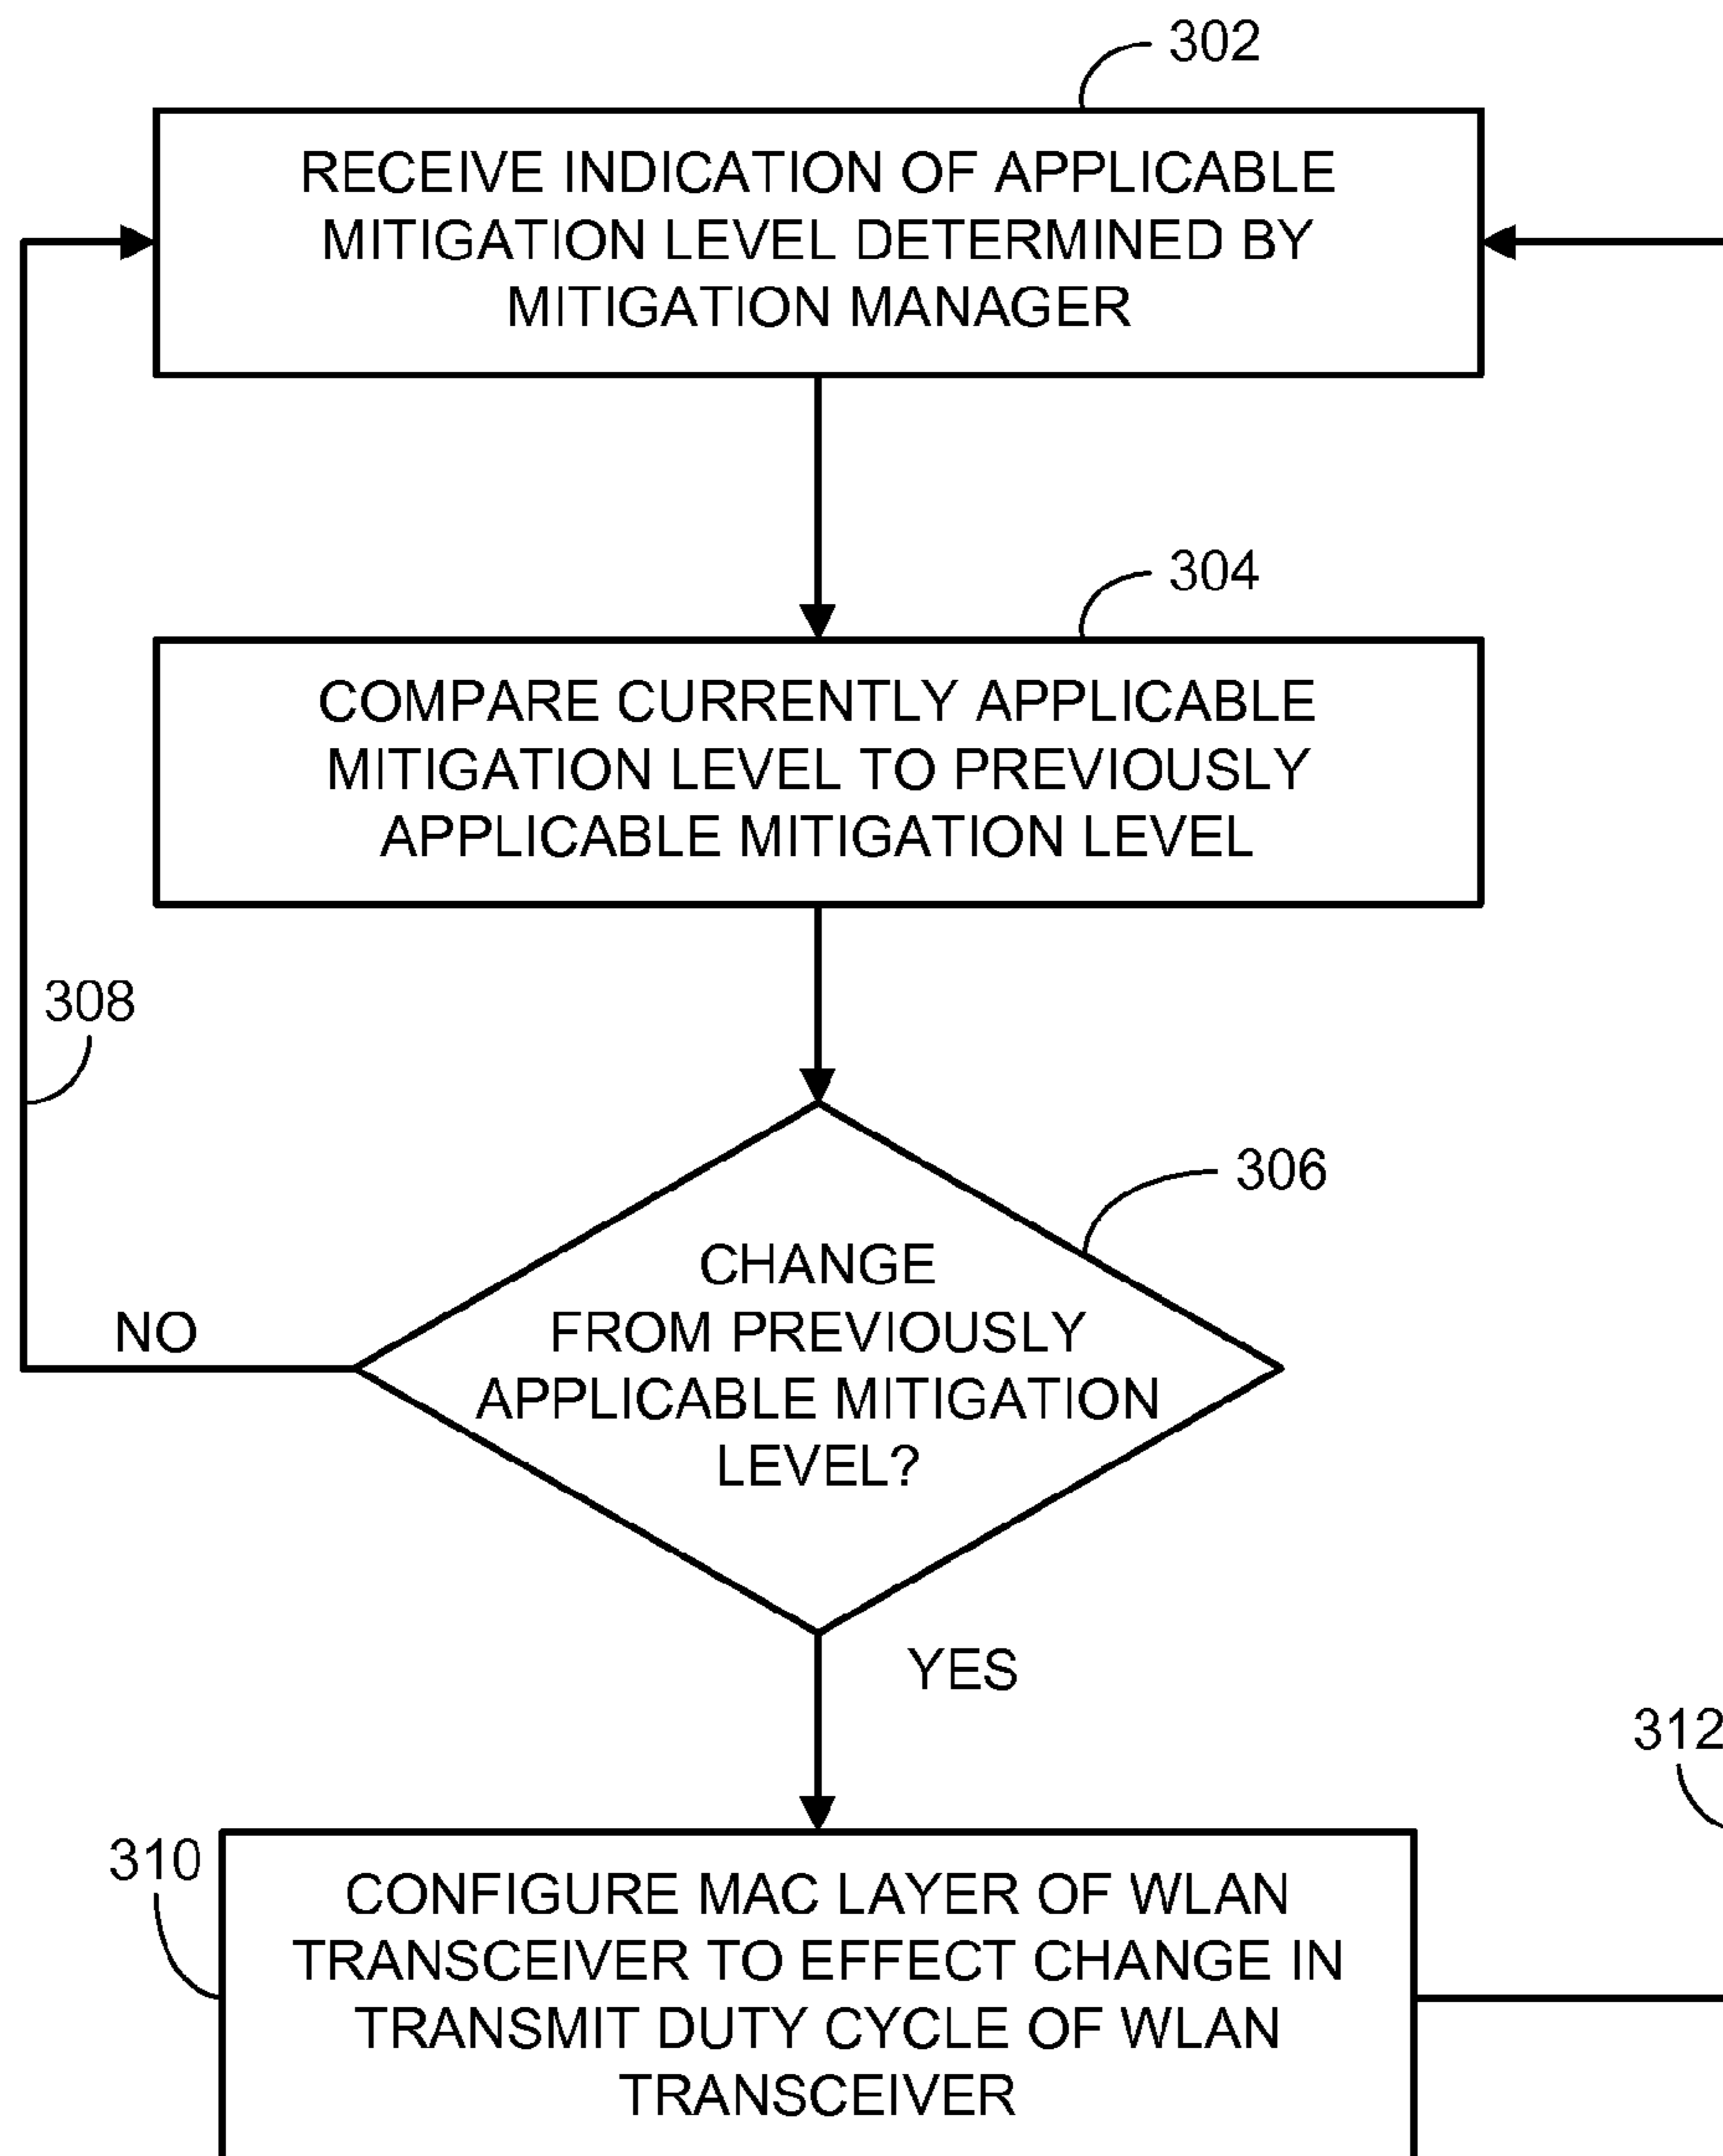 302
RECEIVE INDICATION OF APPLICABLE
MITIGATION LEVEL DETERMINED BY
MITIGATION MANAGER
304
COMPARE CURRENTLY APPLICABLE
MITIGATION LEVEL TO PREVIOUSLY
APPLICABLE MITIGATION LEVEL
308
306
CHANGE
FROM PREVIOUSLY
APPLICABLE MITIGATION
LEVEL?
NO
YES
312
310
CONFIGURE MAC LAYER OF WLAN
TRANSCEIVER TO EFFECT CHANGE IN
TRANSMIT DUTY CYCLE OF WLAN
TRANSCEIVER